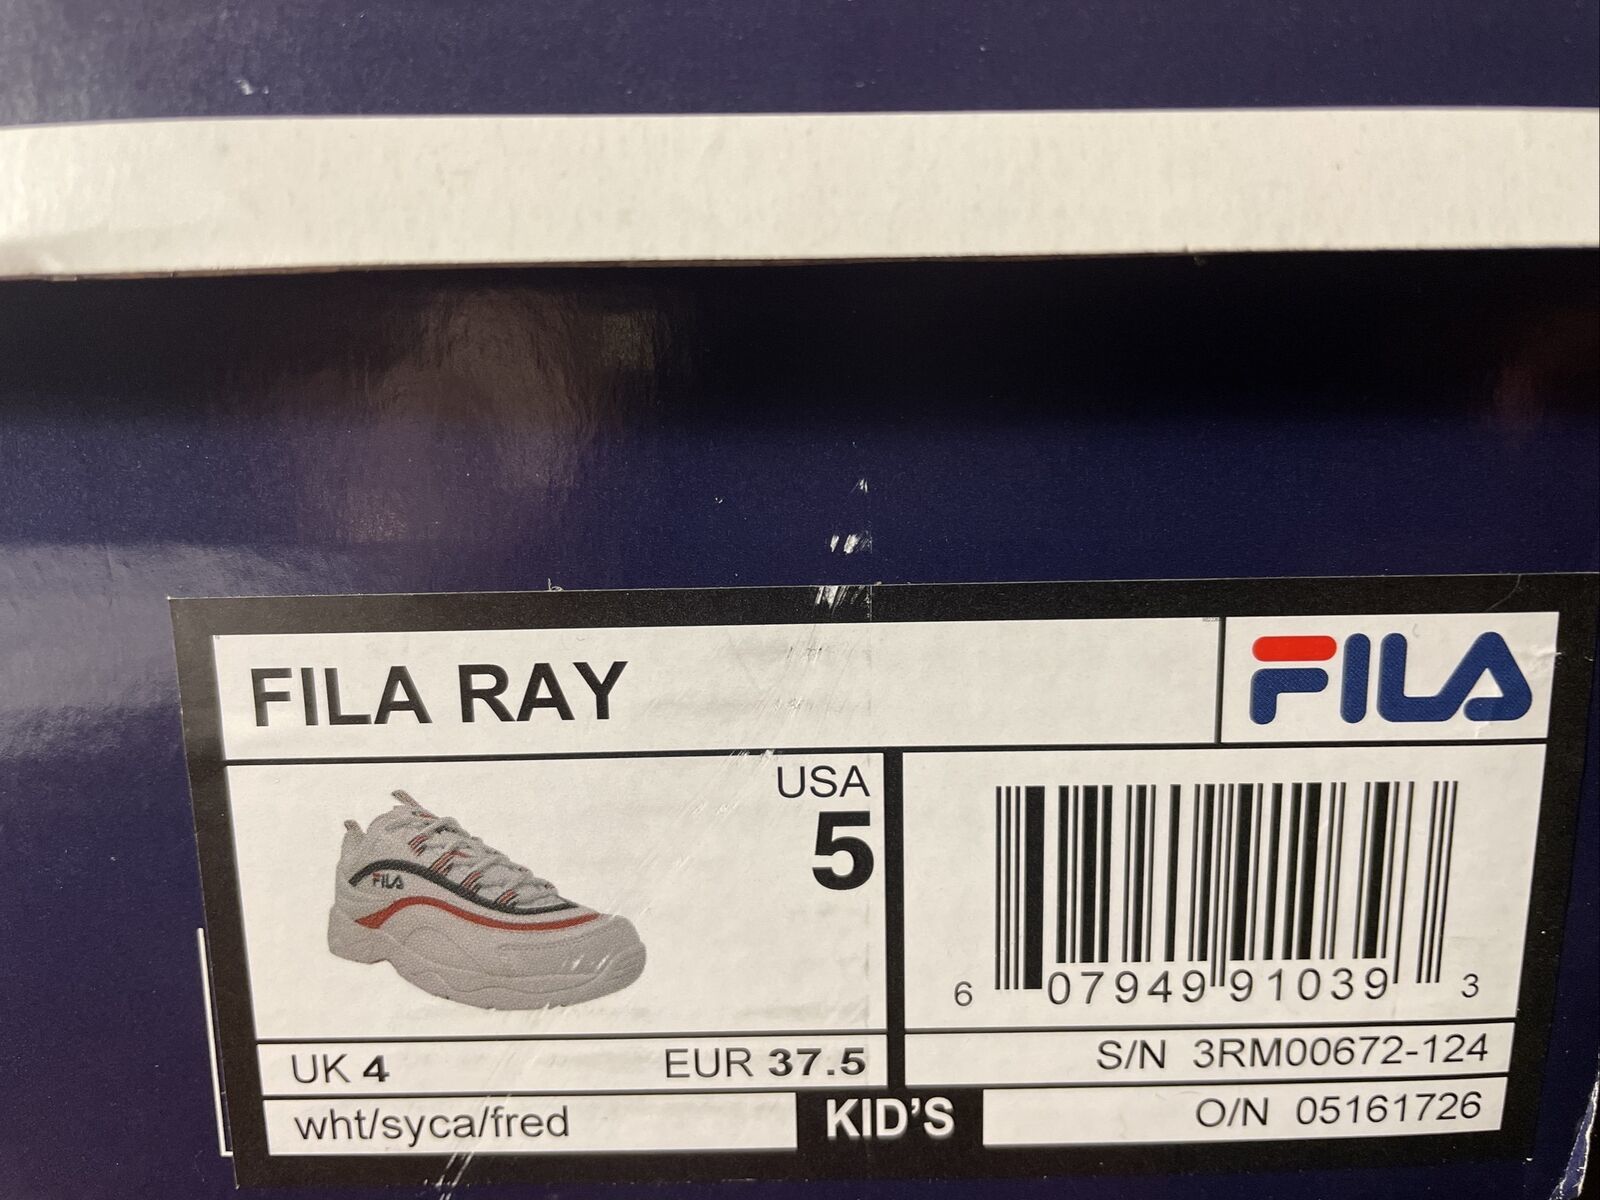 FILA RAY
FILA
USA
5
FILA
6 07949 91039 3
UK 4
EUR 37.5
S/N 3RM00672-124
wht/syca/fred
KID'S
O/N 05161726